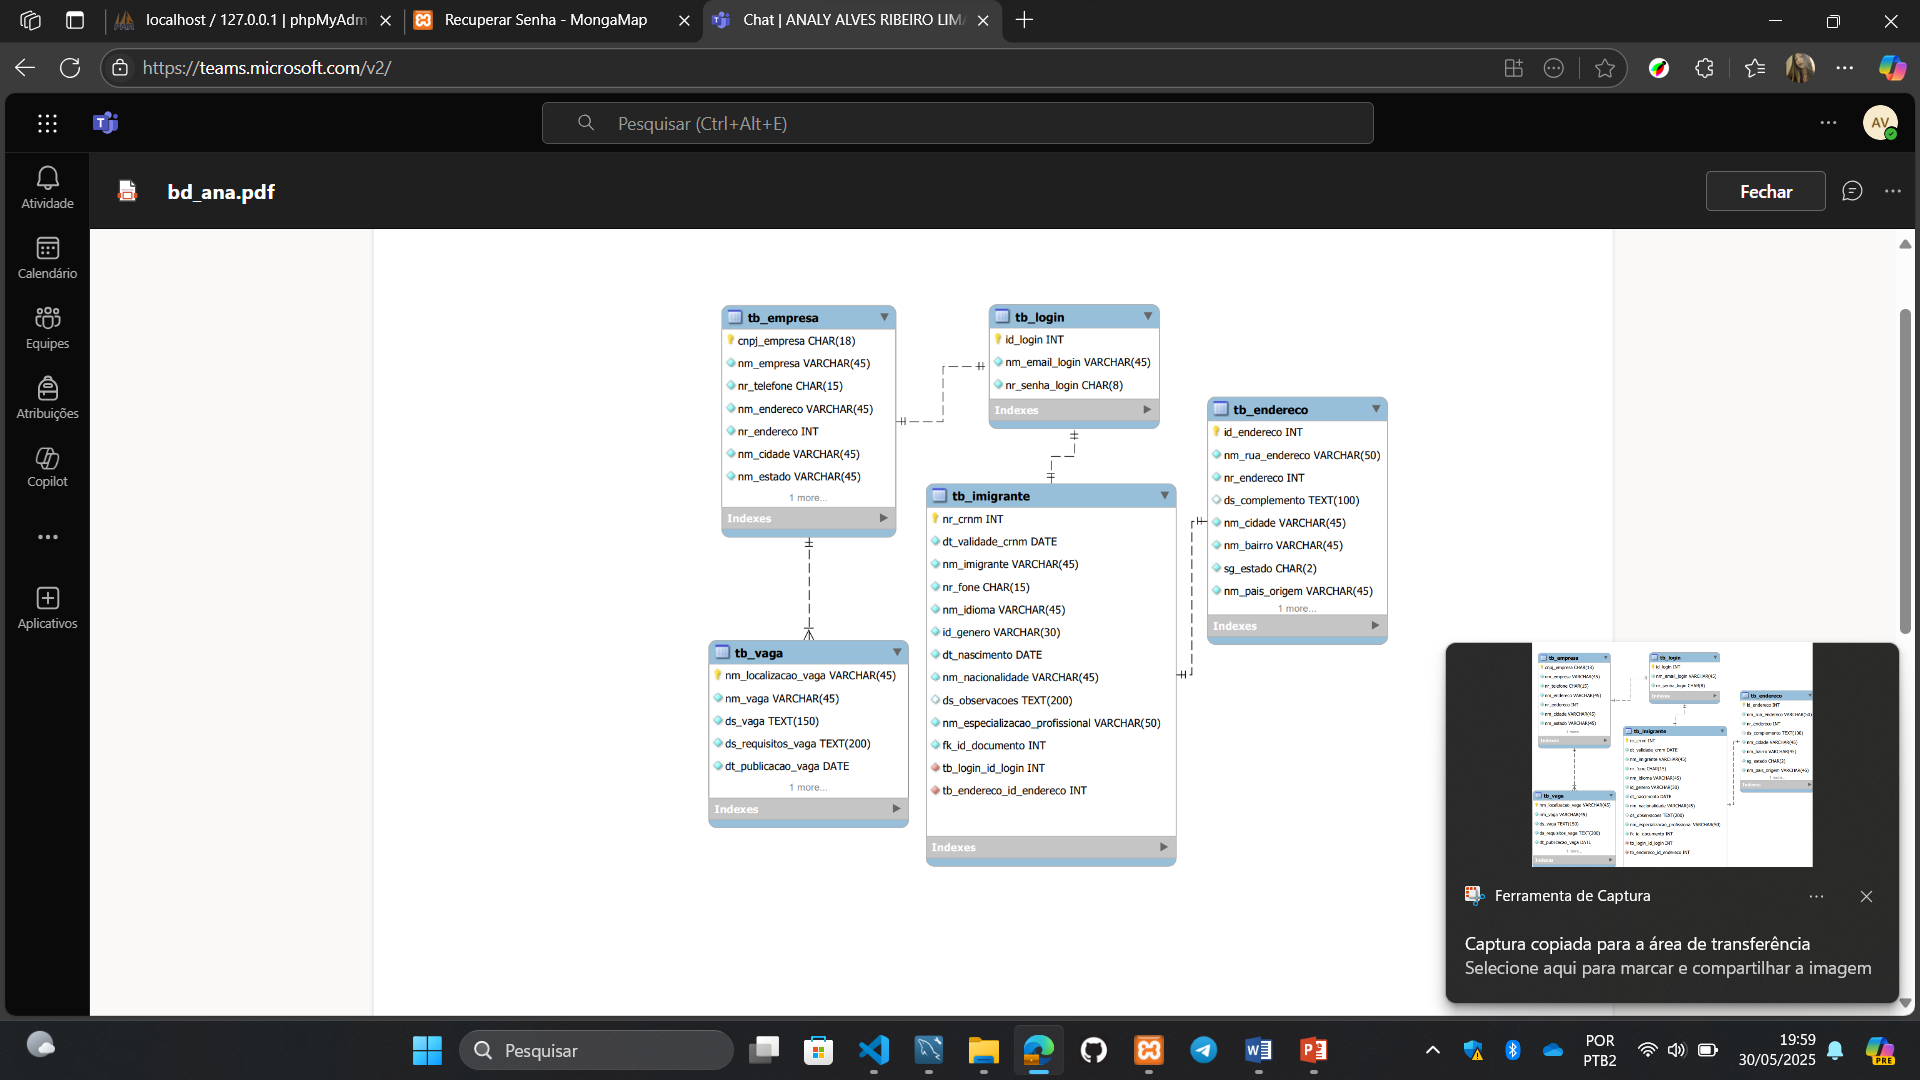 localhost / 127.0.0.1 | phpMyAdm
Recuperar Senha - MongaMap
Chat | ANALY ALVES RIBEIRO LIMA
https://teams.microsoft.com/v2/
Pesquisar (Ctrl+Alt+E)
AV
Atividade
Calendário
Equipes
Atribuições
Copilot
Aplicativos
bd_ana.pdf
Fechar
tb_empresa
cnpj_empresa CHAR(18)
nm_empresa VARCHAR(45)
nr_telefone CHAR(15)
nm_endereco VARCHAR(45)
nr_endereco INT
nm_cidade VARCHAR(45)
nm_estado VARCHAR(45)
1 more...
Indexes
tb_login
id_login INT
nm_email_login VARCHAR(45)
nr_senha_login CHAR(8)
Indexes
tb_endereco
id_endereco INT
nm_rua_endereco VARCHAR(50)
nr_endereco INT
ds_complemento TEXT(100)
nm_cidade VARCHAR(45)
nm_bairro VARCHAR(45)
sg_estado CHAR(2)
nm_pais_origem VARCHAR(45)
1 more...
Indexes
tb_imigrante
nr_crnm INT
dt_validade_crnm DATE
nm_imigrante VARCHAR(45)
nr_fone CHAR(15)
nm_idioma VARCHAR(45)
id_genero VARCHAR(30)
dt_nascimento DATE
nm_nacionalidade VARCHAR(45)
ds_observacoes TEXT(200)
nm_especializacao_profissional VARCHAR(50)
fk_id_documento INT
tb_login_id_login INT
tb_endereco_id_endereco INT
Indexes
tb_vaga
nm_localizacao_vaga VARCHAR(45)
nm_vaga VARCHAR(45)
ds_vaga TEXT(150)
ds_requisitos_vaga TEXT(200)
dt_publicacao_vaga DATE
1 more...
Indexes
Ferramenta de Captura
Captura copiada para a área de transferência
Selecione aqui para marcar e compartilhar a imagem
Pesquisar
POR
PTB2
19:59
30/05/2025
PRE